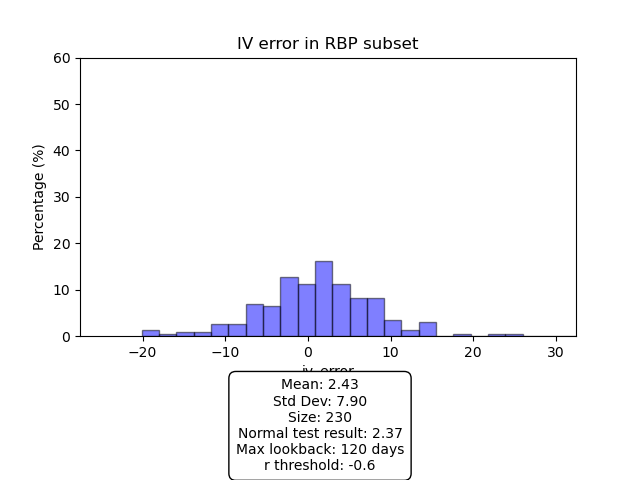 IV error in RBP subset
60
50
40
30
20
10
0
Percentage (%)
−20
−10
0
10
20
30
iv_error
Mean: 2.43
Std Dev: 7.90
Size: 230
Normal test result: 2.37
Max lookback: 120 days
r threshold: -0.6